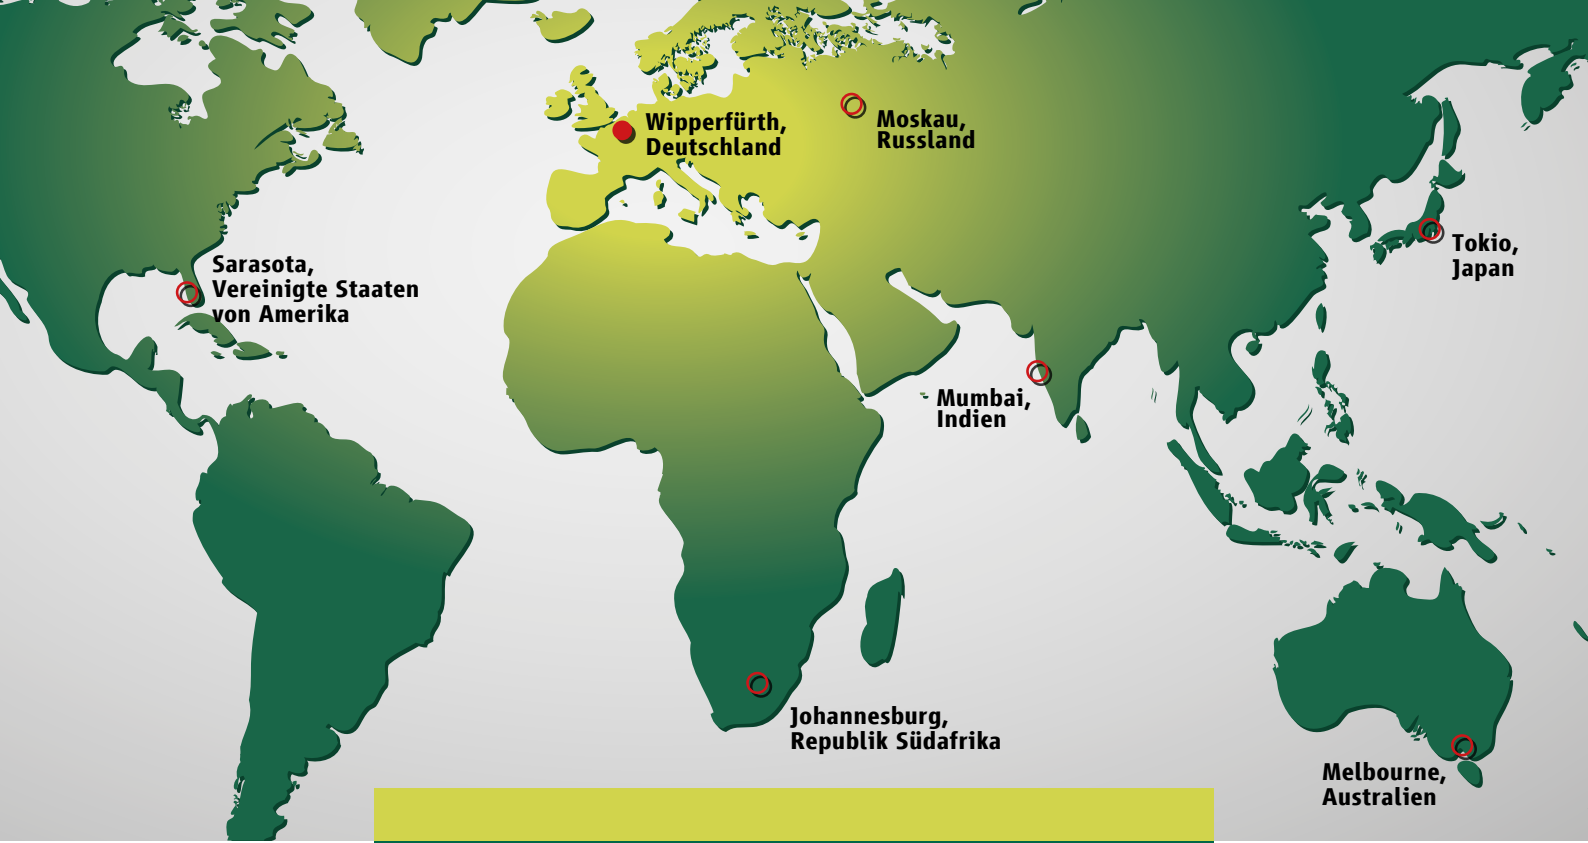 Wipperfürth,
Deutschland
Moskau,
Russland
Tokio,
Japan
Sarasota,
Vereinigte Staaten
von Amerika
Mumbai,
Indien
Johannesburg,
Republik Südafrika
Melbourne,
Australien